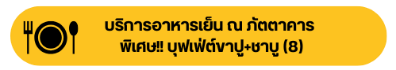 บริการอาหารเย็น ณ ภัตตาคาร
พิเศษ!! บุฟเฟ่ต์ขาปู+ชาบู (8)